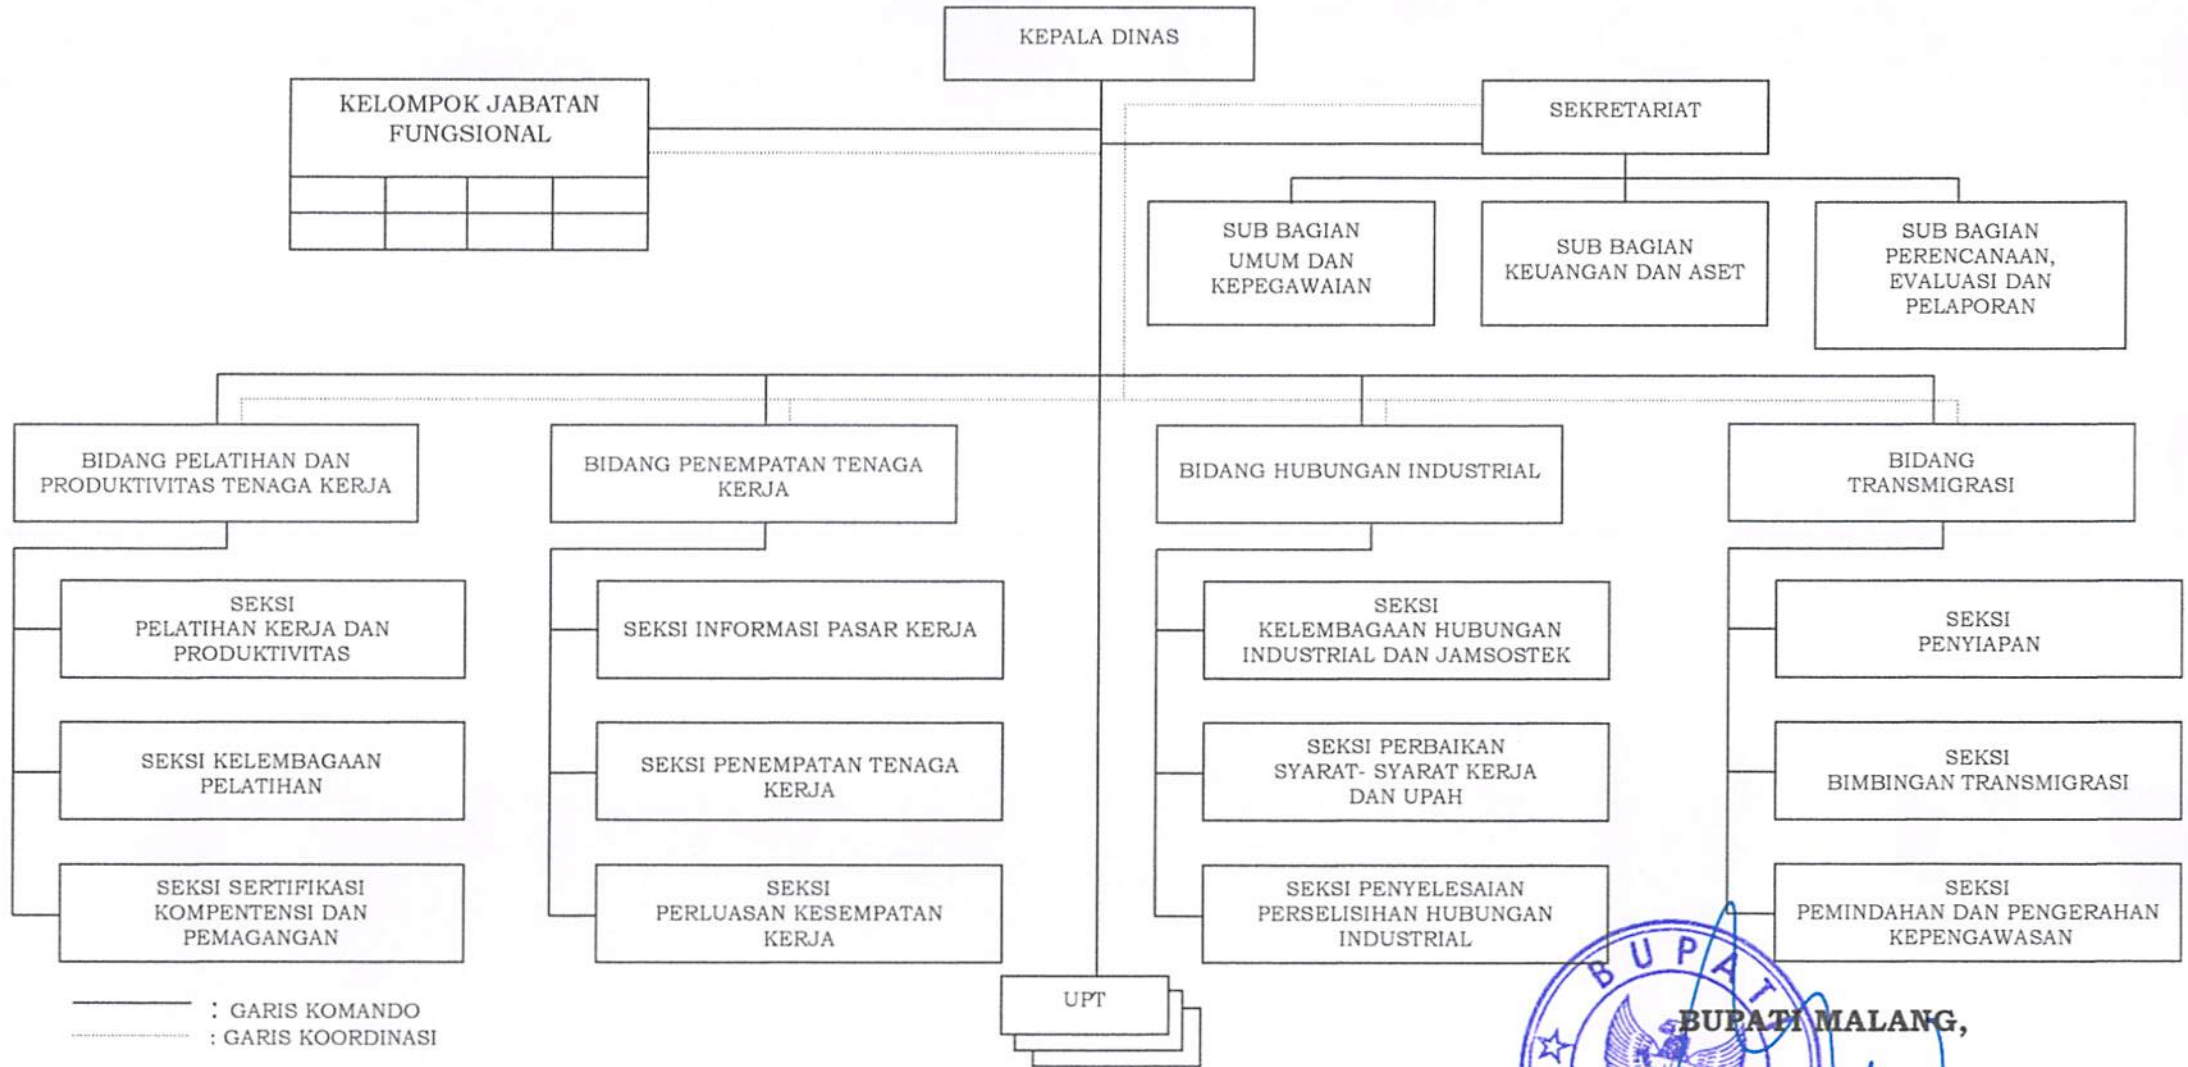 KEPALA DINAS
KELOMPOK JABATAN
FUNGSIONAL
SEKRETARIAT
SUB BAGIAN
UMUM DAN
KEPEGAWAIAN
SUB BAGIAN
KEUANGAN DAN ASET
SUB BAGIAN
PERENCANAAN,
EVALUASI DAN
PELAPORAN
BIDANG PELATIHAN DAN
PRODUKTIVITAS TENAGA KERJA
BIDANG PENEMPATAN TENAGA
KERJA
BIDANG HUBUNGAN INDUSTRIAL
BIDANG
TRANSMIGRASI
SEKSI
PELATIHAN KERJA DAN
PRODUKTIVITAS
SEKSI INFORMASI PASAR KERJA
SEKSI
KELEMBAGAAN HUBUNGAN
INDUSTRIAL DAN JAMSOSTEK
SEKSI
PENYIAPAN
SEKSI KELEMBAGAAN
PELATIHAN
SEKSI PENEMPATAN TENAGA
KERJA
SEKSI PERBAIKAN
SYARAT- SYARAT KERJA
DAN UPAH
SEKSI
BIMBINGAN TRANSMIGRASI
SEKSI SERTIFIKASI
KOMPENTENSI DAN
PEMAGANGAN
SEKSI
PERLUASAN KESEMPATAN
KERJA
SEKSI PENYELESAIAN
PERSELISIHAN HUBUNGAN
INDUSTRIAL
SEKSI
PEMINDAHAN DAN PENGERAHAN
KEPENGAWASAN
UPT
: GARIS KOMANDO
: GARIS KOORDINASI
BUPATI
BUPATI MALANG,